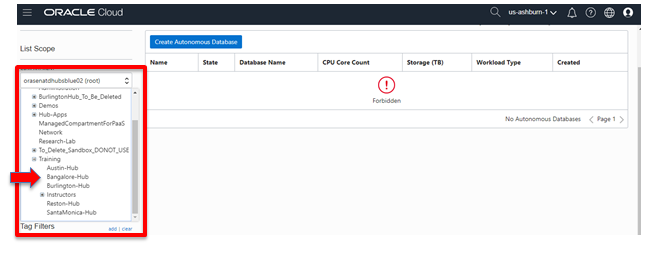 ORACLE Cloud
us-ashburn-1
List Scope
Create Autonomous Database
Name State Database Name CPU Core Count Storage (TB) Workload Type Created
orasenatdhubsblue02 (root)
Forbidden
BurlingtonHub_To_Be_Deleted
Demos
Hub-Apps
No Autonomous Databases Page 1
ManagedCompartmentForPaaS
Network
Research-Lab
To_Delete_Sandbox_DONOT_USE
Training
Austin-Hub
Bangalore-Hub
Burlington-Hub
Instructors
Reston-Hub
SantaMonica-Hub
Tag Filters add | clear